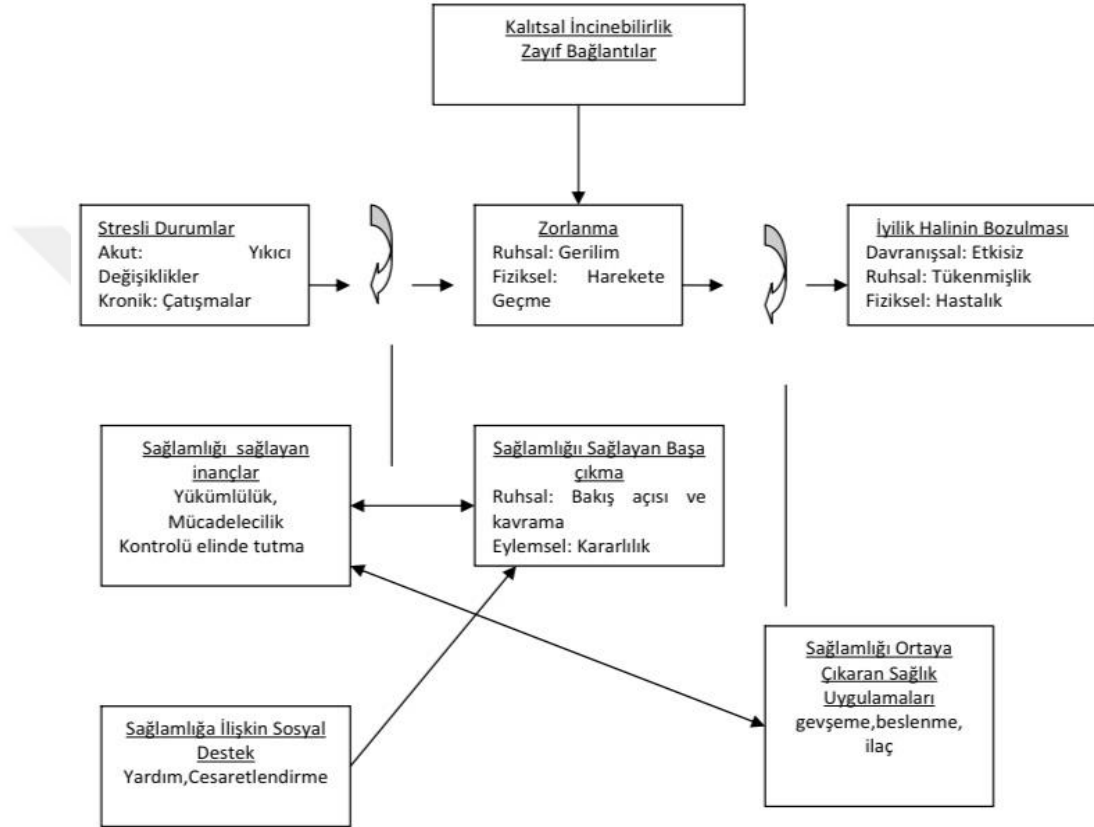 Kalıtsal İncinebilirlik
Zayıf Bağlantılar
Stresli Durumlar
Akut: Yıkıcı
Değişiklikler
Kronik: Çatışmalar
Zorlanma
Ruhsal: Gerilim
Fiziksel: Harekete
Geçme
İyilik Halinin Bozulması
Davranışsal: Etkisiz
Ruhsal: Tükenmişlik
Fiziksel: Hastalık
Sağlamlığı sağlayan
inançlar
Yükümlülük,
Mücadelecilik
Kontrolü elinde tutma
Sağlamlığıı Sağlayan Başa
çıkma
Ruhsal: Bakış açısı ve
kavrama
Eylemsel: Kararlılık
Sağlamlığa İlişkin Sosyal
Destek
Yardım,Cesaretlendirme
Sağlamlığı Ortaya
Çıkaran Sağlık
Uygulamaları
gevşeme,beslenme,
ilaç